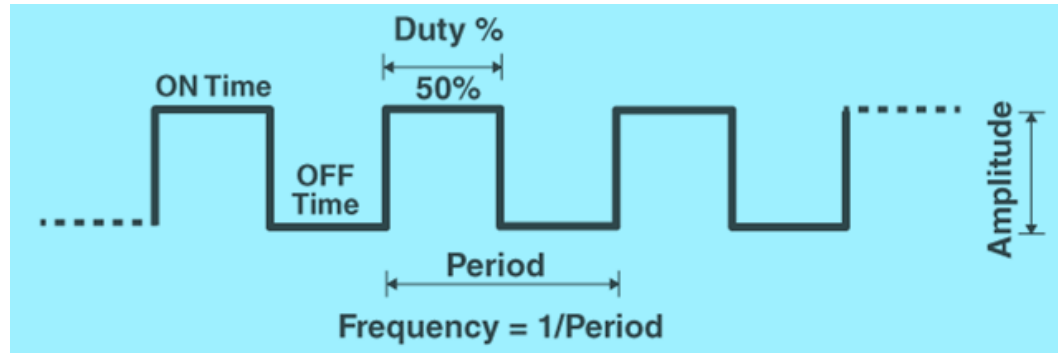 Duty %
ON Time
50%
OFF
Time
Amplitude
Period
Frequency = 1/Period